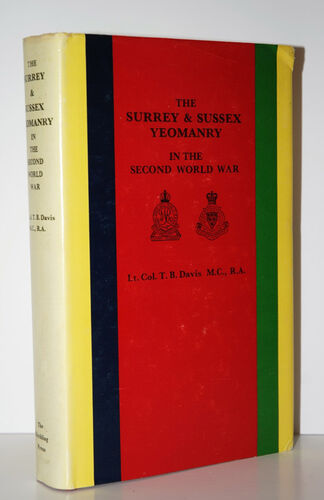 THE
SURREY
&
SUSSEX
YEOMANRY
IN
THE
SECOND
WORLD
WAR
Col. T. B. Davis
M.C., R.A.
The
Press
THE
SURREY & SUSSEX
YEOMANRY
IN THE
SECOND WORLD WAR
Lt. Col. T. B. Davis M.C., R.A.